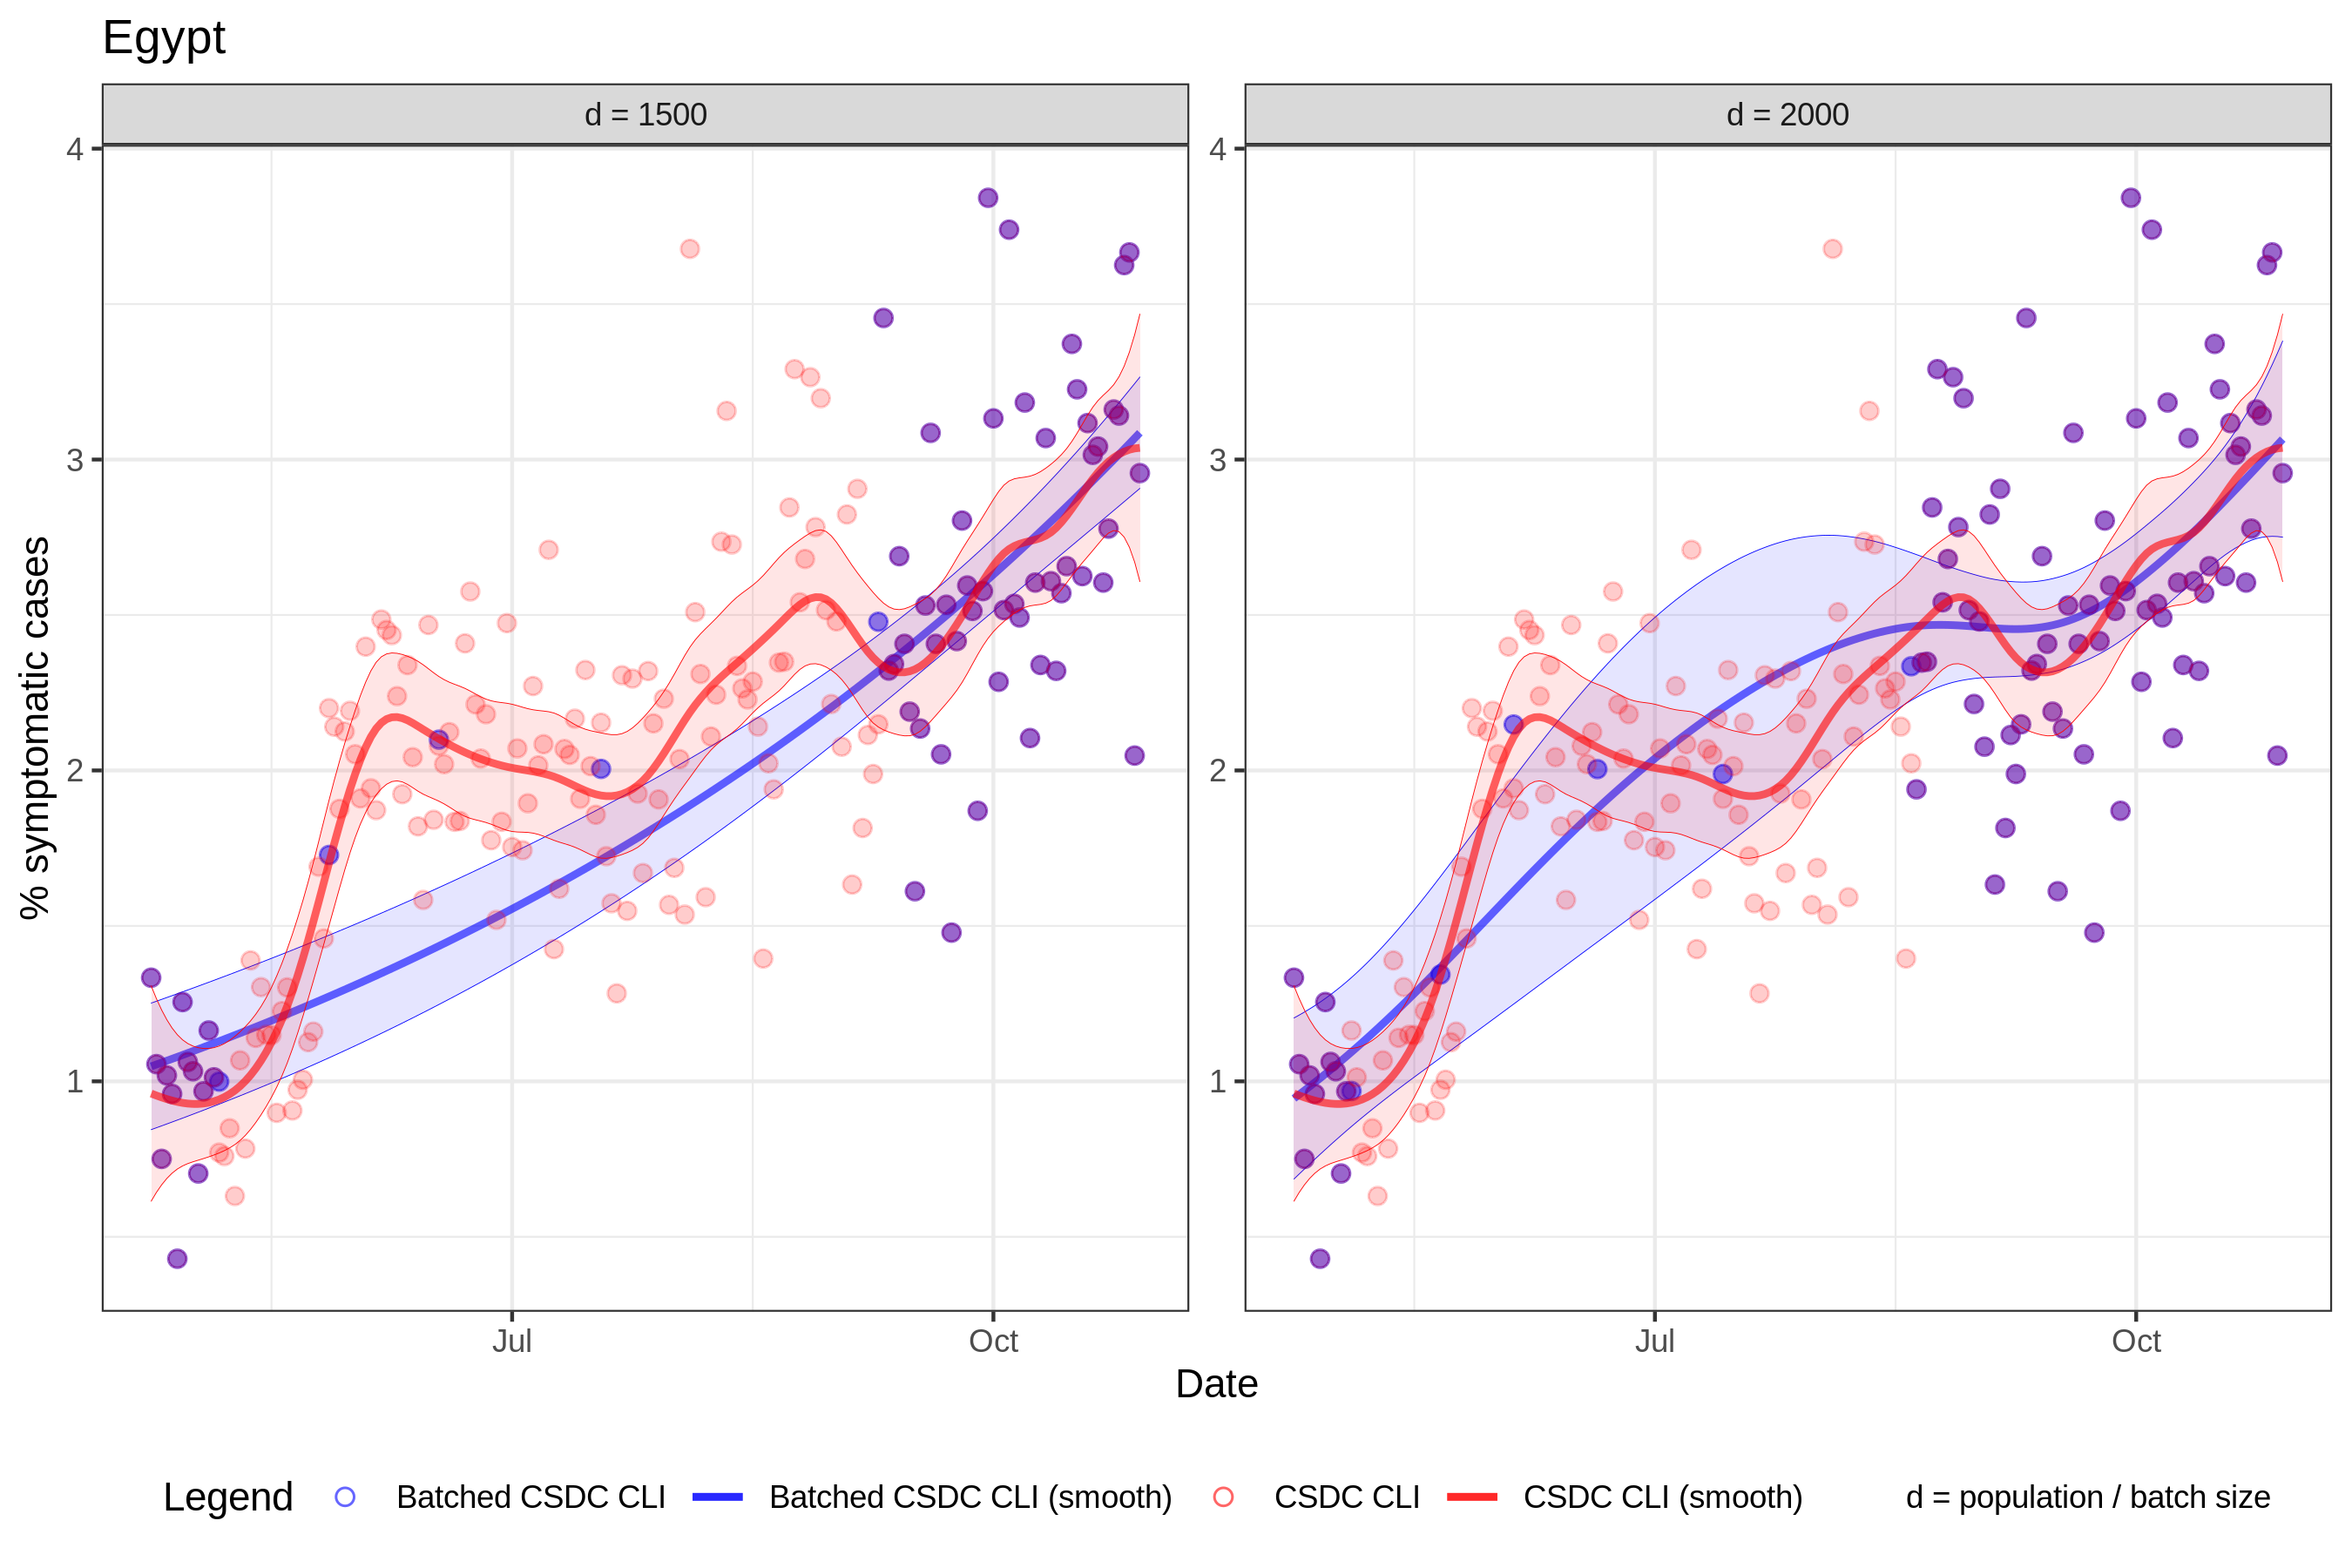 Egypt
d = 1500
d = 2000
% symptomatic cases
4
3
2
1
4
3
2
1
Jul
Oct
Jul
Oct
Date
Legend
Batched CSDC CLI
Batched CSDC CLI (smooth)
CSDC CLI
CSDC CLI (smooth)
d = population / batch size